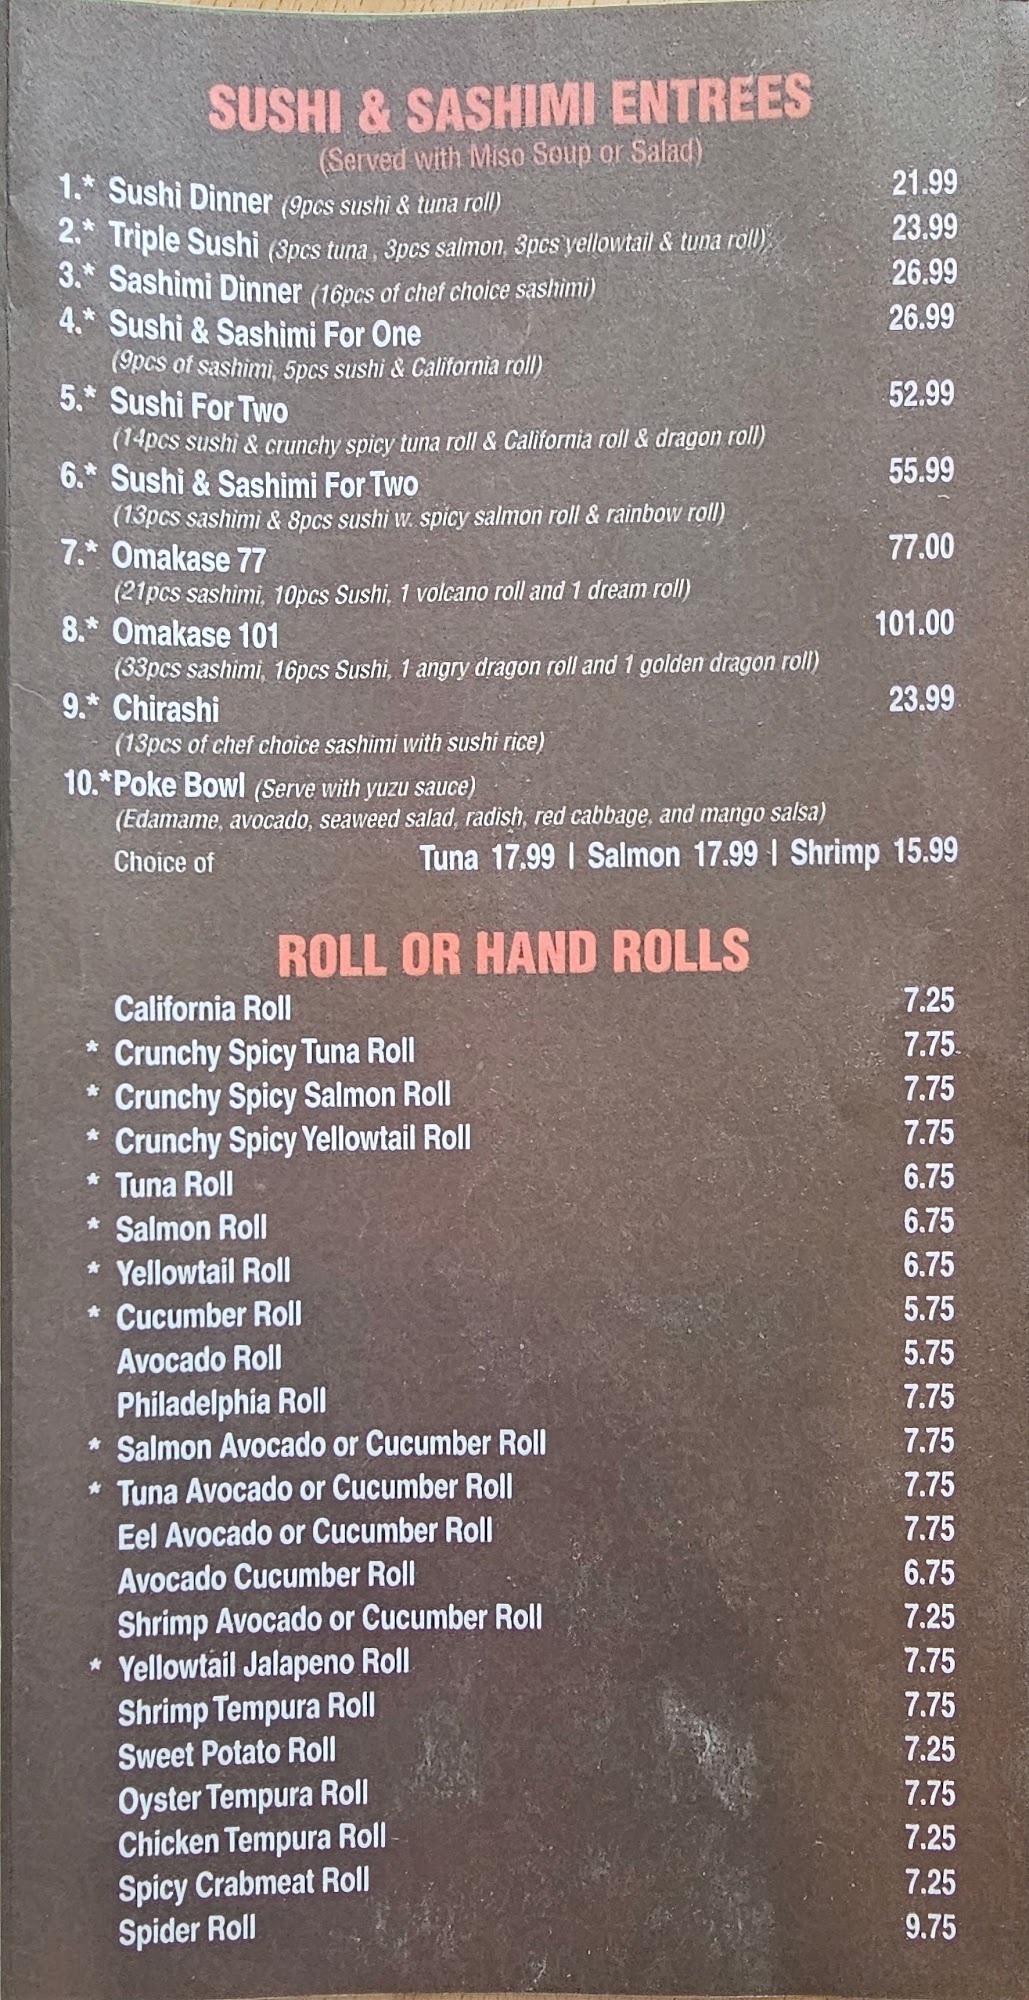 SUSHI & SASHIMI ENTREES
(Served with Miso Soup or Salad)
1.* Sushi Dinner (9pcs sushi & tuna roll) 21.99
2.* Triple Sushi (3pcs tuna , 3pcs salmon, 3pcs yellowtail & tuna roll) 23.99
3.* Sashimi Dinner (16pcs of chef choice sashimi) 26.99
4.* Sushi & Sashimi For One 26.99
(9pcs of sashimi, 5pcs sushi & California roll)
5.* Sushi For Two 52.99
(14pcs sushi & crunchy spicy tuna roll & California roll & dragon roll)
6.* Sushi & Sashimi For Two 55.99
(13pcs sashimi & 8pcs sushi w. spicy salmon roll & rainbow roll)
7.* Omakase 77 77.00
(21pcs sashimi, 10pcs Sushi, 1 volcano roll and 1 dream roll)
8.* Omakase 101 101.00
(33pcs sashimi, 16pcs Sushi, 1 angry dragon roll and 1 golden dragon roll)
9.* Chirashi 23.99
(13pcs of chef choice sashimi with sushi rice)
10.* Poke Bowl (Serve with yuzu sauce)
(Edamame, avocado, seaweed salad, radish, red cabbage, and mango salsa)
Choice of Tuna 17.99 | Salmon 17.99 | Shrimp 15.99
ROLL OR HAND ROLLS
California Roll 7.25
* Crunchy Spicy Tuna Roll 7.75
* Crunchy Spicy Salmon Roll 7.75
* Crunchy Spicy Yellowtail Roll 7.75
* Tuna Roll 6.75
* Salmon Roll 6.75
* Yellowtail Roll 6.75
* Cucumber Roll 5.75
Avocado Roll 5.75
Philadelphia Roll 7.75
* Salmon Avocado or Cucumber Roll 7.75
* Tuna Avocado or Cucumber Roll 7.75
Eel Avocado or Cucumber Roll 7.75
Avocado Cucumber Roll 6.75
Shrimp Avocado or Cucumber Roll 7.25
* Yellowtail Jalapeno Roll 7.75
Shrimp Tempura Roll 7.75
Sweet Potato Roll 7.25
Oyster Tempura Roll 7.75
Chicken Tempura Roll 7.25
Spicy Crabmeat Roll 7.25
Spider Roll 9.75